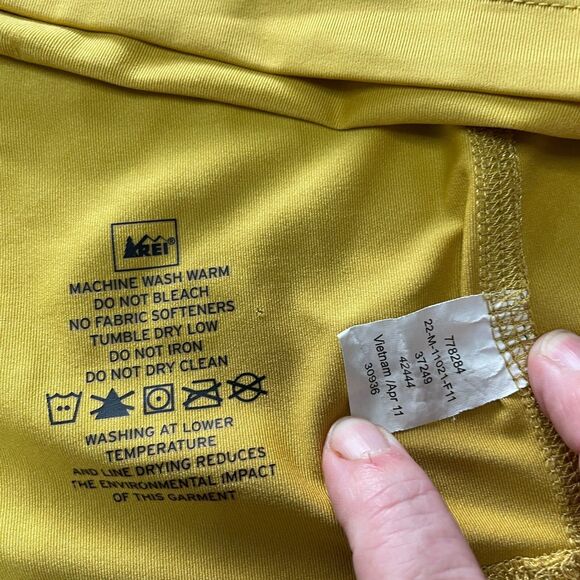 REI®
MACHINE WASH WARM
DO NOT BLEACH
NO FABRIC SOFTENERS
TUMBLE DRY LOW
DO NOT IRON
DO NOT DRY CLEAN
WASHING AT LOWER
TEMPERATURE
AND LINE DRYING REDUCES
THE ENVIRONMENTAL IMPACT
OF THIS GARMENT
778284
22-M-11021-F11
37249
42444
Vietnam /Apr 11
30936